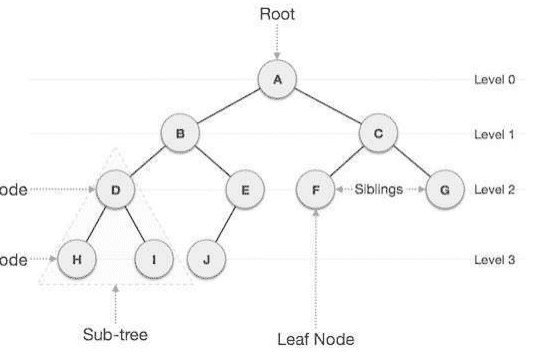 Root
A
Level 0
B
C
Level 1
ode
D
E
F
Siblings
G
Level 2
ode
H
I
J
Level 3
Sub-tree
Leaf Node